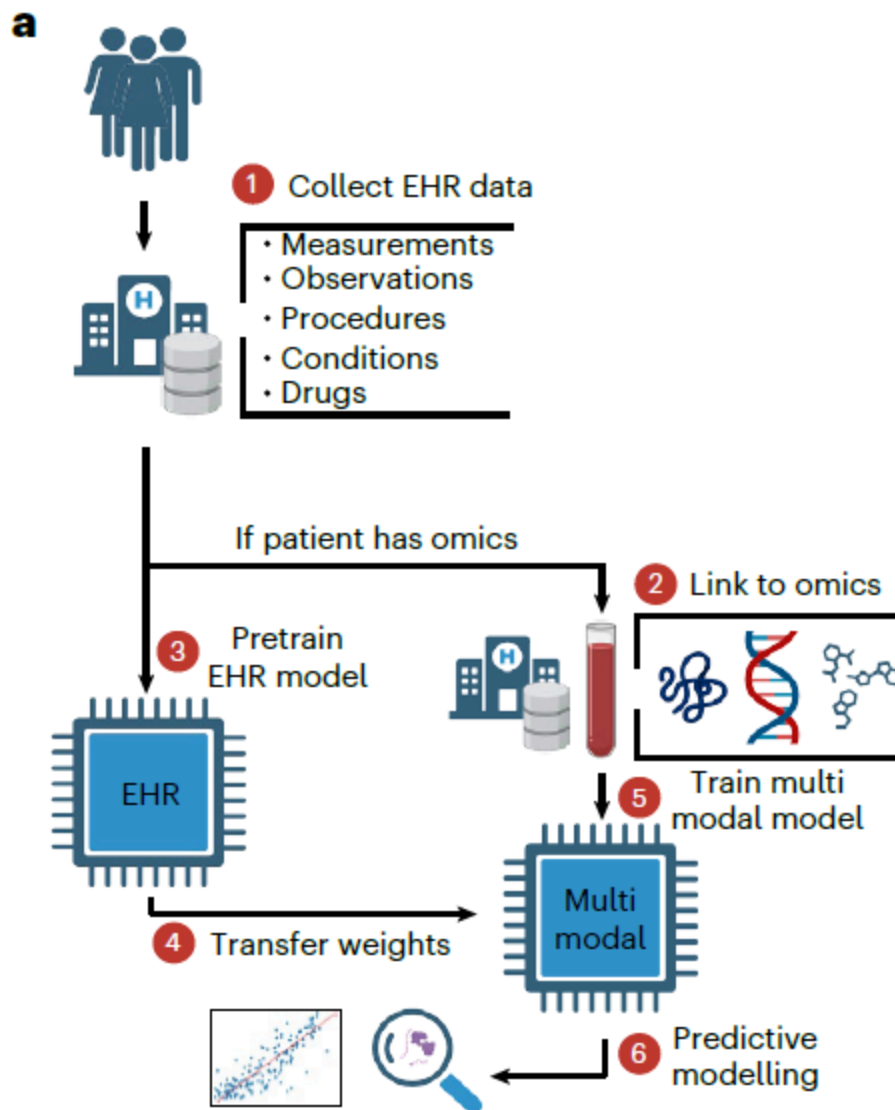 a
1 Collect EHR data
· Measurements
· Observations
· Procedures
· Conditions
· Drugs
H
If patient has omics
2 Link to omics
3 Pretrain
EHR model
H
EHR
5 Train multi
modal model
Multi
modal
4 Transfer weights
6 Predictive
modelling